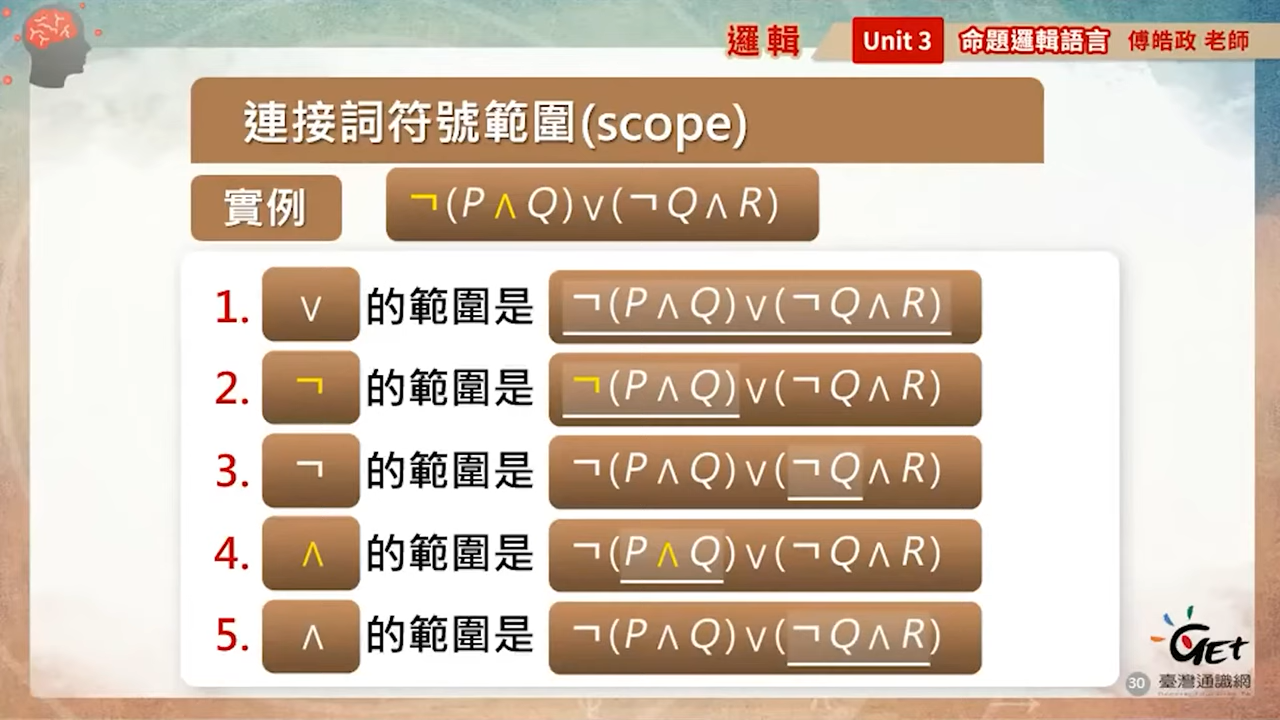 邏輯 Unit 3 命題邏輯語言 傅皓政 老師
連接詞符號範圍(scope)
實例 ¬(P∧Q)∨(¬Q∧R)
1. ∨ 的範圍是 ¬(P∧Q)∨(¬Q∧R)
2. ¬ 的範圍是 ¬(P∧Q)∨(¬Q∧R)
3. ¬ 的範圍是 ¬(P∧Q)∨(¬Q∧R)
4. ∧ 的範圍是 ¬(P∧Q)∨(¬Q∧R)
5. ∧ 的範圍是 ¬(P∧Q)∨(¬Q∧R)
GET
30 臺灣通識網